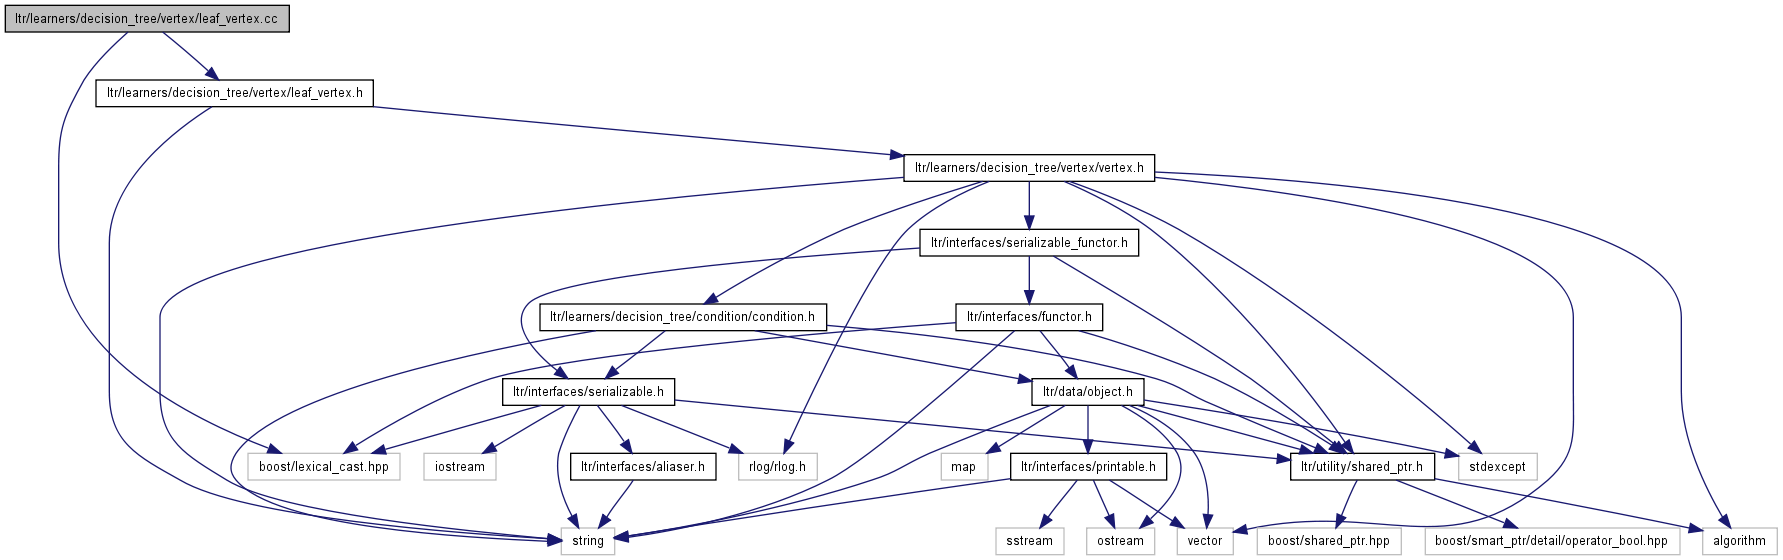 ltr/learners/decision_tree/vertex/leaf_vertex.cc
ltr/learners/decision_tree/vertex/leaf_vertex.h
ltr/learners/decision_tree/vertex/vertex.h
ltr/interfaces/serializable_functor.h
ltr/learners/decision_tree/condition/condition.h
ltr/interfaces/functor.h
ltr/interfaces/serializable.h
ltr/data/object.h
boost/lexical_cast.hpp
iostream
ltr/interfaces/aliaser.h
rlog/rlog.h
map
ltr/interfaces/printable.h
ltr/utility/shared_ptr.h
stdexcept
string
sstream
ostream
vector
boost/shared_ptr.hpp
boost/smart_ptr/detail/operator_bool.hpp
algorithm